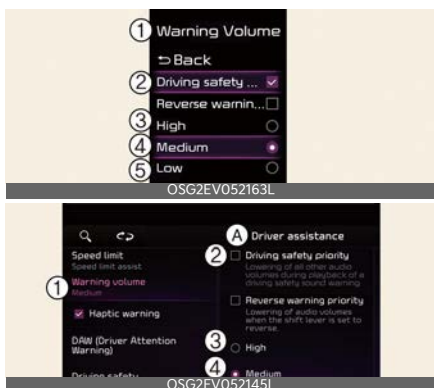 ① Warning Volume
⮌ Back
② Driving safety ...
Reverse warnin...
③ High
④ Medium
⑤ Low
OSG2EV052163L
Ⓐ Driver assistance
Speed limit
Speed limit assist
① Warning volume
Medium
Haptic warning
DAW (Driver Attention
Warning)
Driving safety
② Driving safety priority
Lowering of all other audio
volumes during playback of a
driving safety sound warning
Reverse warning priority
Lowering of audio volumes
when the shift lever is set to
reverse.
③ High
④ Medium
OSG2EV052145L